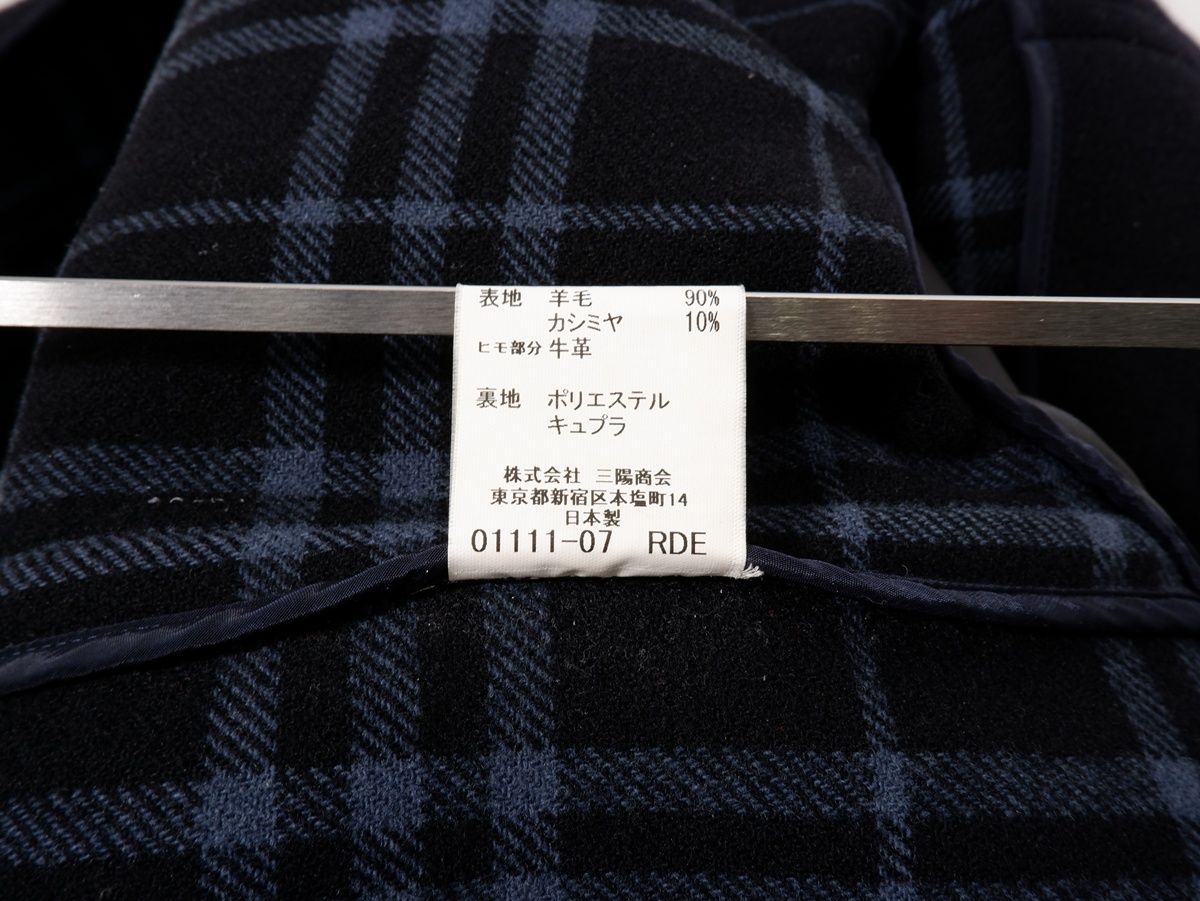 表地 羊毛 90%
カシミヤ 10%
ヒモ部分 牛革
裏地 ポリエステル
キュプラ
株式会社 三陽商会
東京都新宿区本塩町14
日本製
01111-07 RDE